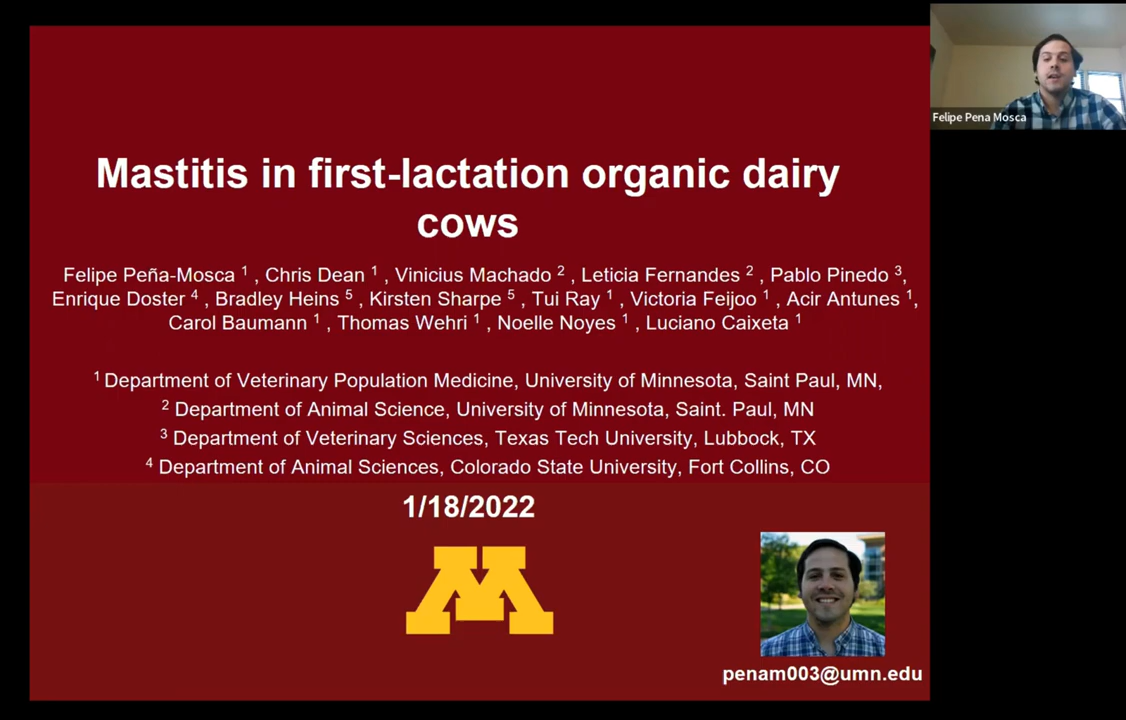 Felipe Pena Mosca
Mastitis in first-lactation organic dairy
cows
Felipe Peña-Mosca 1 , Chris Dean 1 , Vinicius Machado 2 , Leticia Fernandes 2 , Pablo Pinedo 3,
Enrique Doster 4 , Bradley Heins 5 , Kirsten Sharpe 5 , Tui Ray 1 , Victoria Feijoo 1 , Acir Antunes 1,
Carol Baumann 1 , Thomas Wehri 1 , Noelle Noyes 1 , Luciano Caixeta 1
1 Department of Veterinary Population Medicine, University of Minnesota, Saint Paul, MN,
2 Department of Animal Science, University of Minnesota, Saint. Paul, MN
3 Department of Veterinary Sciences, Texas Tech University, Lubbock, TX
4 Department of Animal Sciences, Colorado State University, Fort Collins, CO
1/18/2022
M
penam003@umn.edu